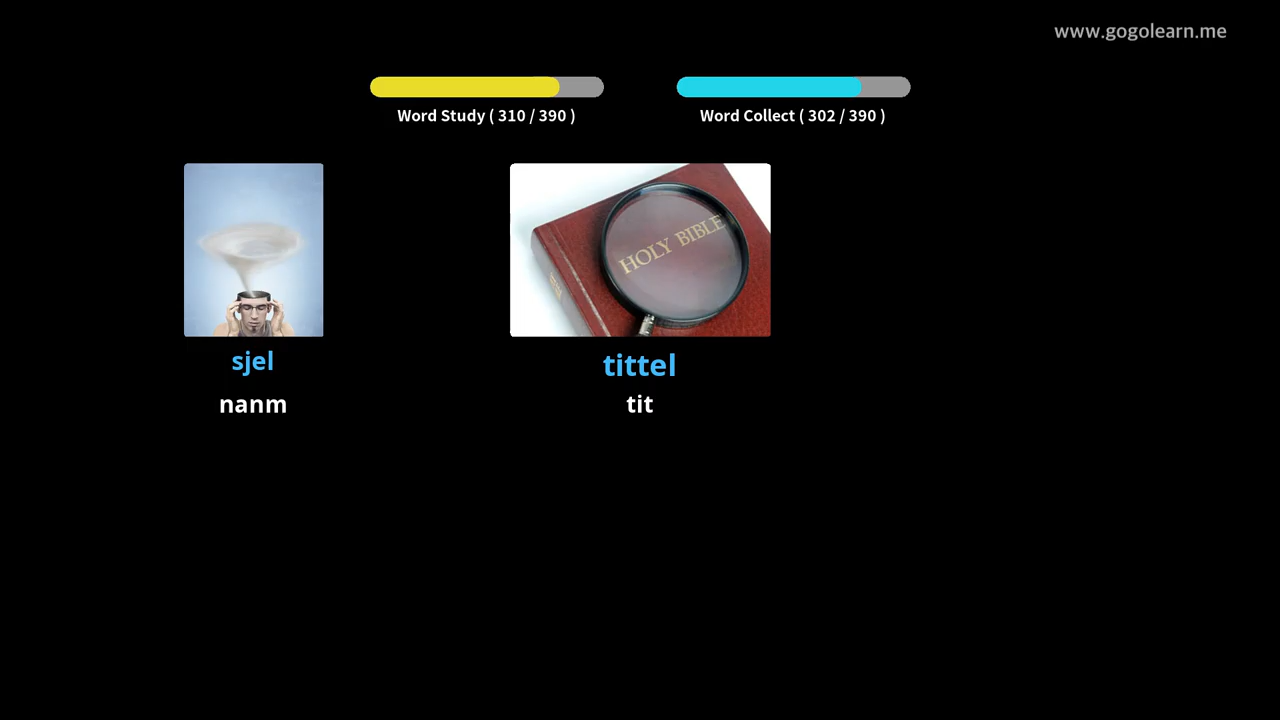 www.gogolearn.me
Word Study ( 310 / 390 )
Word Collect ( 302 / 390 )
HOLY BIBLE
sjel
tittel
nanm
tit